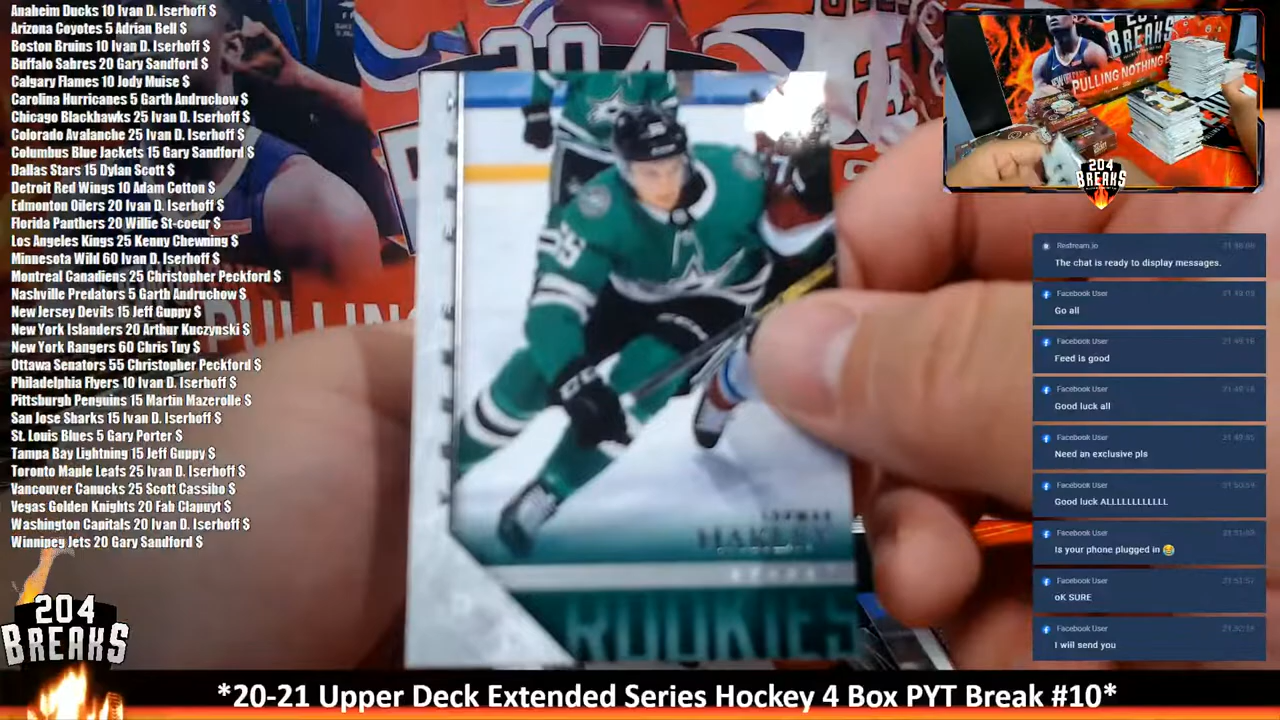 Anaheim Ducks 10 Ivan D. Iserhoff $
Arizona Coyotes 5 Adrian Bell $
Boston Bruins 10 Ivan D. Iserhoff $
Buffalo Sabres 20 Gary Sandford $
Calgary Flames 10 Jody Muise $
Carolina Hurricanes 5 Garth Andruchow $
Chicago Blackhawks 25 Ivan D. Iserhoff $
Colorado Avalanche 25 Ivan D. Iserhoff $
Columbus Blue Jackets 15 Gary Sandford $
Dallas Stars 15 Dylan Scott $
Detroit Red Wings 10 Adam Cotton $
Edmonton Oilers 20 Ivan D. Iserhoff $
Florida Panthers 20 Willie St-coeur $
Los Angeles Kings 25 Kenny Chewning $
Minnesota Wild 60 Ivan D. Iserhoff $
Montreal Canadiens 25 Christopher Peckford $
Nashville Predators 5 Garth Andruchow $
New Jersey Devils 15 Jeff Guppy $
New York Islanders 20 Arthur Kuczynski $
New York Rangers 60 Chris Tuy $
Ottawa Senators 55 Christopher Peckford $
Philadelphia Flyers 10 Ivan D. Iserhoff $
Pittsburgh Penguins 15 Martin Mazerolle $
San Jose Sharks 15 Ivan D. Iserhoff $
St. Louis Blues 5 Gary Porter $
Tampa Bay Lightning 15 Jeff Guppy $
Toronto Maple Leafs 25 Ivan D. Iserhoff $
Vancouver Canucks 25 Scott Cassibo $
Vegas Golden Knights 20 Fab Clapuyt $
Washington Capitals 20 Ivan D. Iserhoff $
Winnipeg Jets 20 Gary Sandford $
204
BREAKS
204
ROOKIES
BREAKS
PULLING NOTHING
204
BREAKS
Restream.io
The chat is ready to display messages.
Facebook User
Go all
Facebook User
Feed is good
Facebook User
Good luck all
Facebook User
Need an exclusive pls
Facebook User
Good luck ALLLLLLLLLLL
Facebook User
Is your phone plugged in 😂
Facebook User
oK SURE
Facebook User
I will send you
*20-21 Upper Deck Extended Series Hockey 4 Box PYT Break #10*